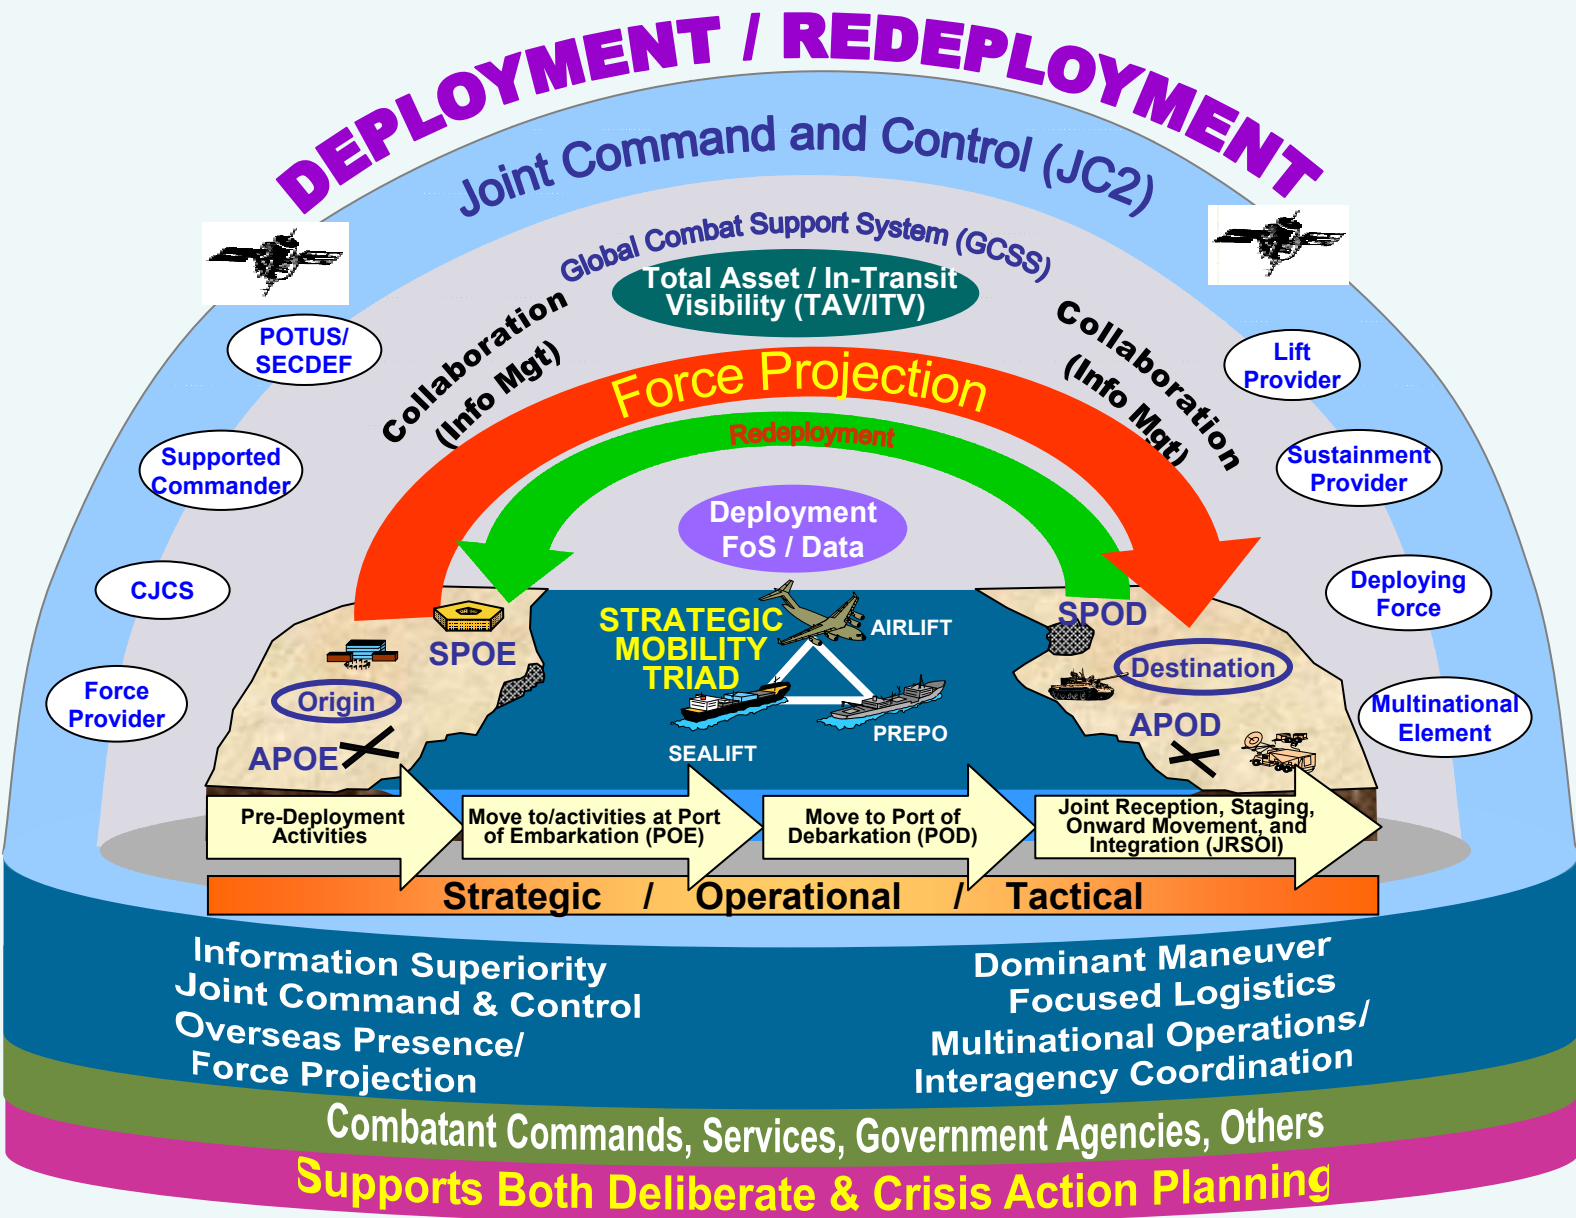 DEPLOYMENT / REDEPLOYMENT
Joint Command and Control (JC2)
Global Combat Support System (GCSS)
Total Asset / In-Transit
Visibility (TAV/ITV)
Collaboration
(Info Mgt)
Collaboration
(Info Mgt)
Force Projection
Redeployment
Deployment
FoS / Data
POTUS/
SECDEF
Supported
Commander
CJCS
Force
Provider
Lift
Provider
Sustainment
Provider
Deploying
Force
Multinational
Element
SPOE
Origin
APOE
STRATEGIC
MOBILITY
TRIAD
AIRLIFT
SEALIFT
PREPO
SPOD
Destination
APOD
Pre-Deployment
Activities
Move to/activities at Port
of Embarkation (POE)
Move to Port of
Debarkation (POD)
Joint Reception, Staging,
Onward Movement, and
Integration (JRSOI)
Strategic / Operational / Tactical
Information Superiority
Joint Command & Control
Overseas Presence/
Force Projection
Dominant Maneuver
Focused Logistics
Multinational Operations/
Interagency Coordination
Combatant Commands, Services, Government Agencies, Others
Supports Both Deliberate & Crisis Action Planning